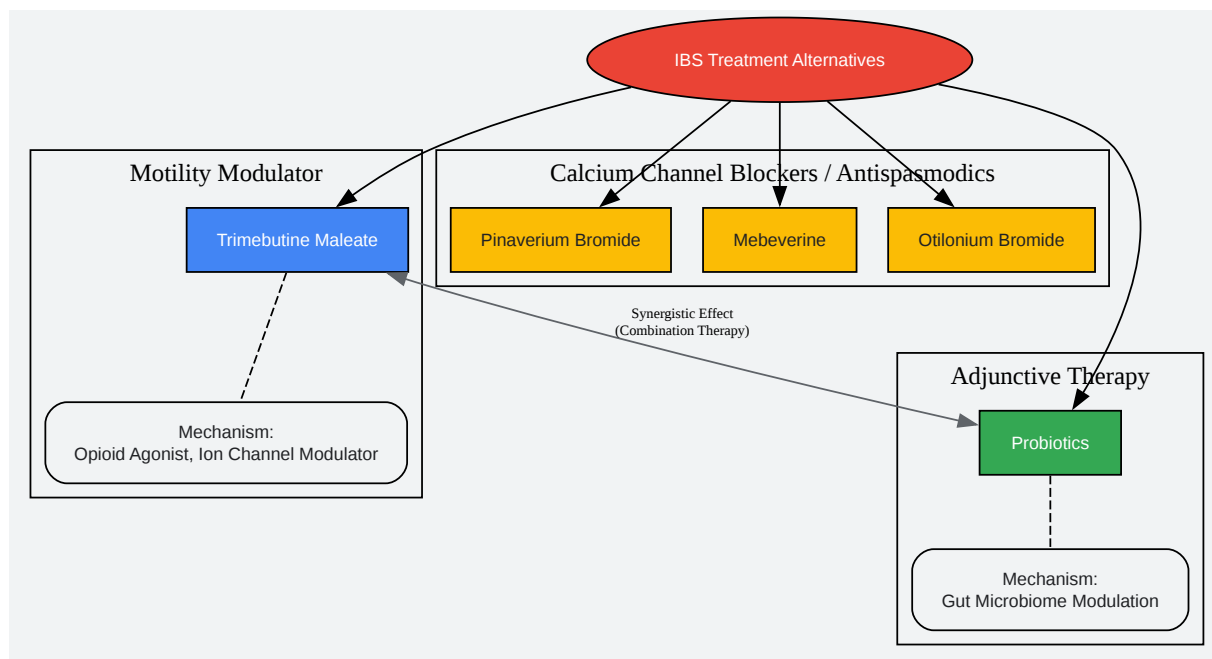 IBS Treatment Alternatives
Motility Modulator
Calcium Channel Blockers / Antispasmodics
Trimebutine Maleate
Pinaverium Bromide
Mebeverine
Otilonium Bromide
Synergistic Effect
(Combination Therapy)
Adjunctive Therapy
Mechanism:
Opioid Agonist, Ion Channel Modulator
Probiotics
Mechanism:
Gut Microbiome Modulation